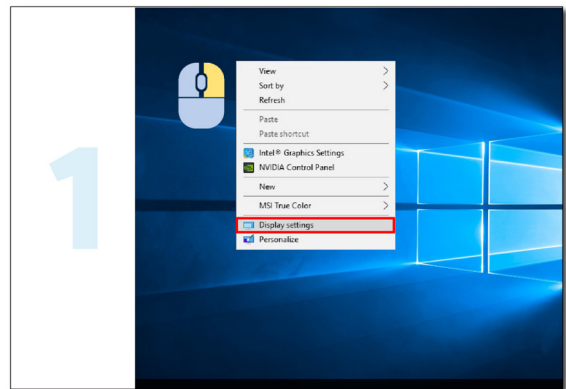 1
View
Sort by
Refresh
Paste
Paste shortcut
Intel® Graphics Settings
NVIDIA Control Panel
New
MSI True Color
Display settings
Personalize